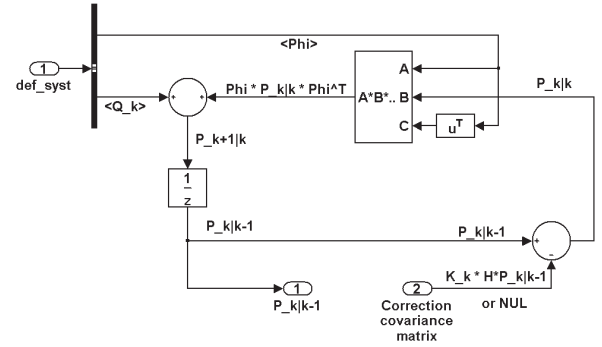 <Phi>
1
def_syst
<Q_k>
+
+
Phi * P_k|k * Phi^T
A
A*B*.. B
C
u^T
P_k|k
P_k+1|k
1
z
P_k|k-1
P_k|k-1
+
-
1
P_k|k-1
2
K_k * H*P_k|k-1
Correction
covariance
matrix
or NUL